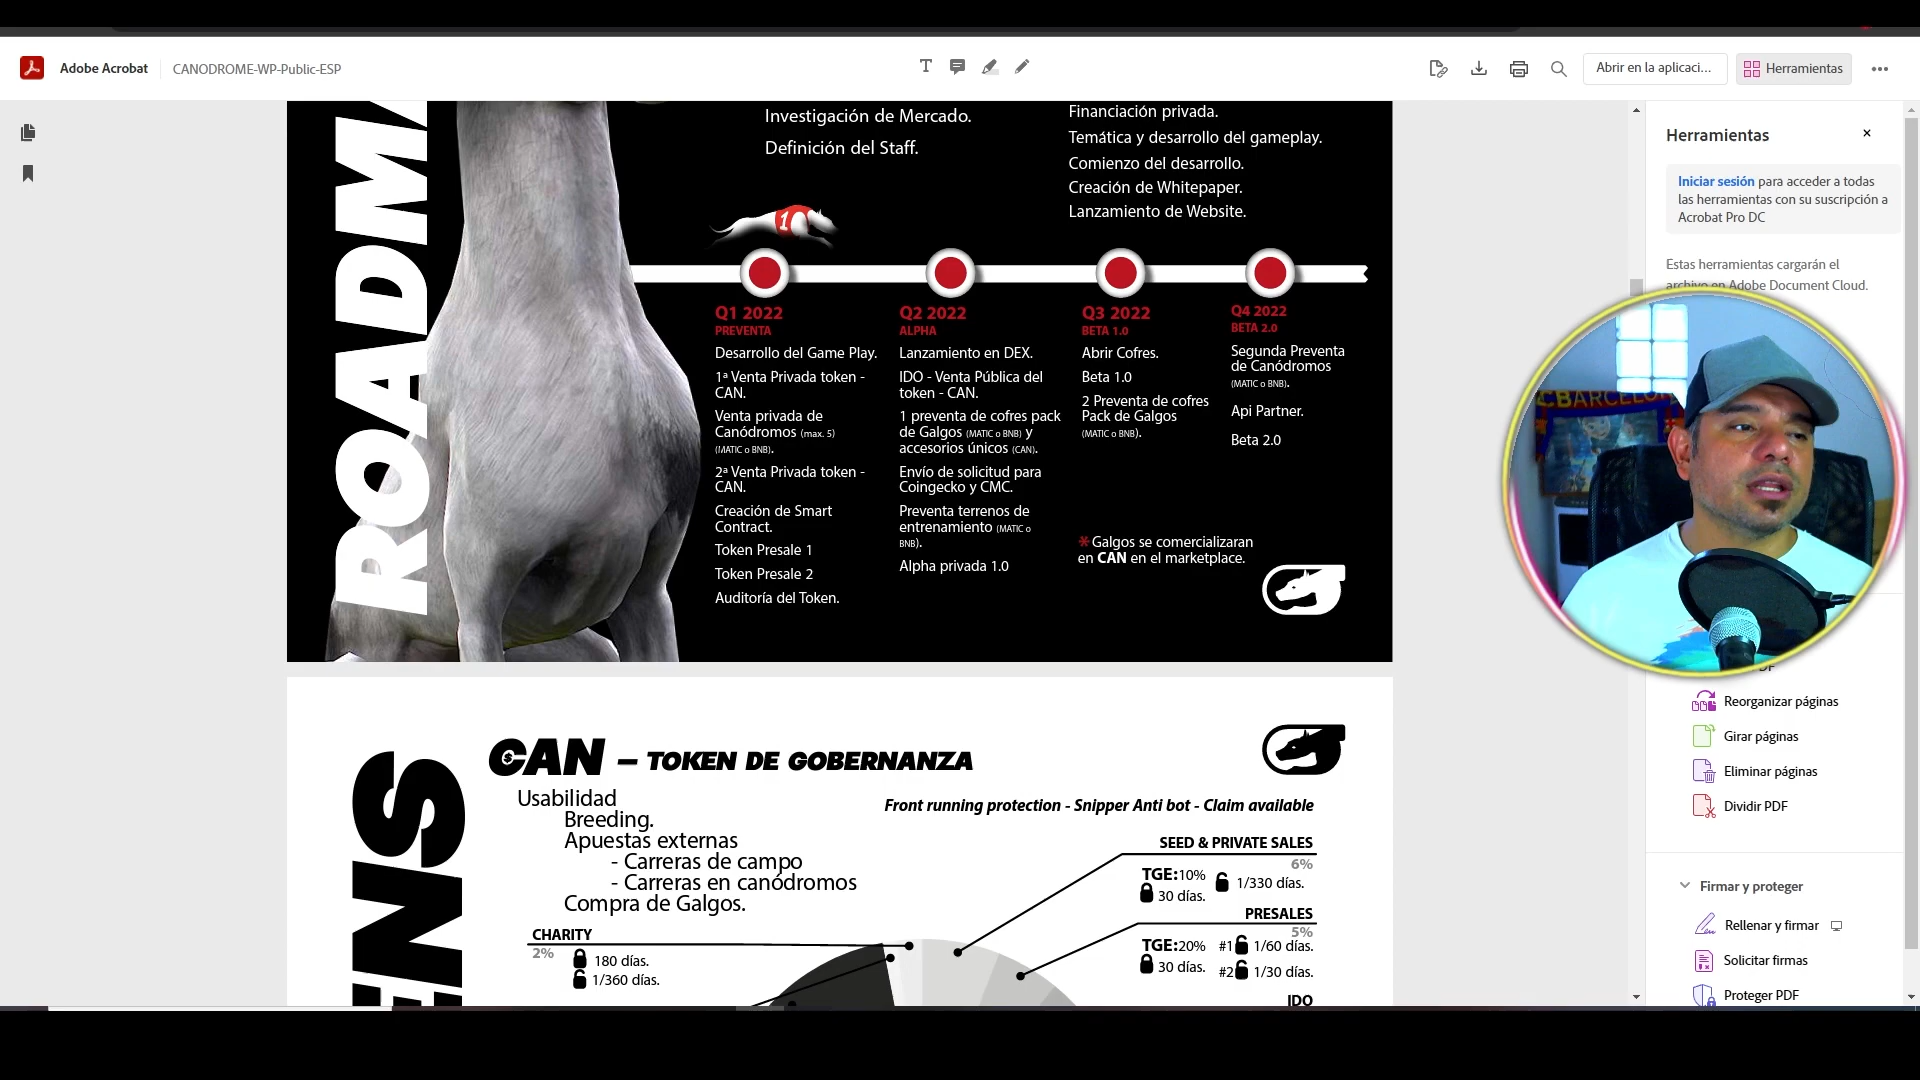 Adobe Acrobat
CANODROME-WP-Public-ESP
Abrir en la aplicaci...
Herramientas
ROADM
Investigación de Mercado.
Definición del Staff.
Financiación privada.
Temática y desarrollo del gameplay.
Comienzo del desarrollo.
Creación de Whitepaper.
Lanzamiento de Website.
1
Q1 2022
PREVENTA
Desarrollo del Game Play.
1ª Venta Privada token -
CAN.
Venta privada de
Canódromos (max. 5)
(MATIC o BNB).
2ª Venta Privada token -
CAN.
Creación de Smart
Contract.
Token Presale 1
Token Presale 2
Auditoría del Token.
Q2 2022
ALPHA
Lanzamiento en DEX.
IDO - Venta Pública del
token - CAN.
1 preventa de cofres pack
de Galgos (MATIC o BNB) y
accesorios únicos (CAN).
Envío de solicitud para
Coingecko y CMC.
Preventa terrenos de
entrenamiento (MATIC o
BNB).
Alpha privada 1.0
Q3 2022
BETA 1.0
Abrir Cofres.
Beta 1.0
2 Preventa de cofres
Pack de Galgos
(MATIC o BNB).
Q4 2022
BETA 2.0
Segunda Preventa
de Canódromos
(MATIC o BNB).
Api Partner.
Beta 2.0
*Galgos se comercializaran
en CAN en el marketplace.
ENS
CAN – TOKEN DE GOBERNANZA
Usabilidad
Breeding.
Apuestas externas
- Carreras de campo
- Carreras en canódromos
Compra de Galgos.
Front running protection - Snipper Anti bot - Claim available
CHARITY
2%
180 días.
1/360 días.
SEED & PRIVATE SALES
6%
TGE:10%
30 días.
1/330 días.
PRESALES
5%
TGE:20% #1 1/60 días.
30 días. #2 1/30 días.
IDO
Herramientas
Iniciar sesión para acceder a todas
las herramientas con su suscripción a
Acrobat Pro DC
Estas herramientas cargarán el
archivo en Adobe Document Cloud.
CBARCELO
Reorganizar páginas
Girar páginas
Eliminar páginas
Dividir PDF
Firmar y proteger
Rellenar y firmar
Solicitar firmas
Proteger PDF